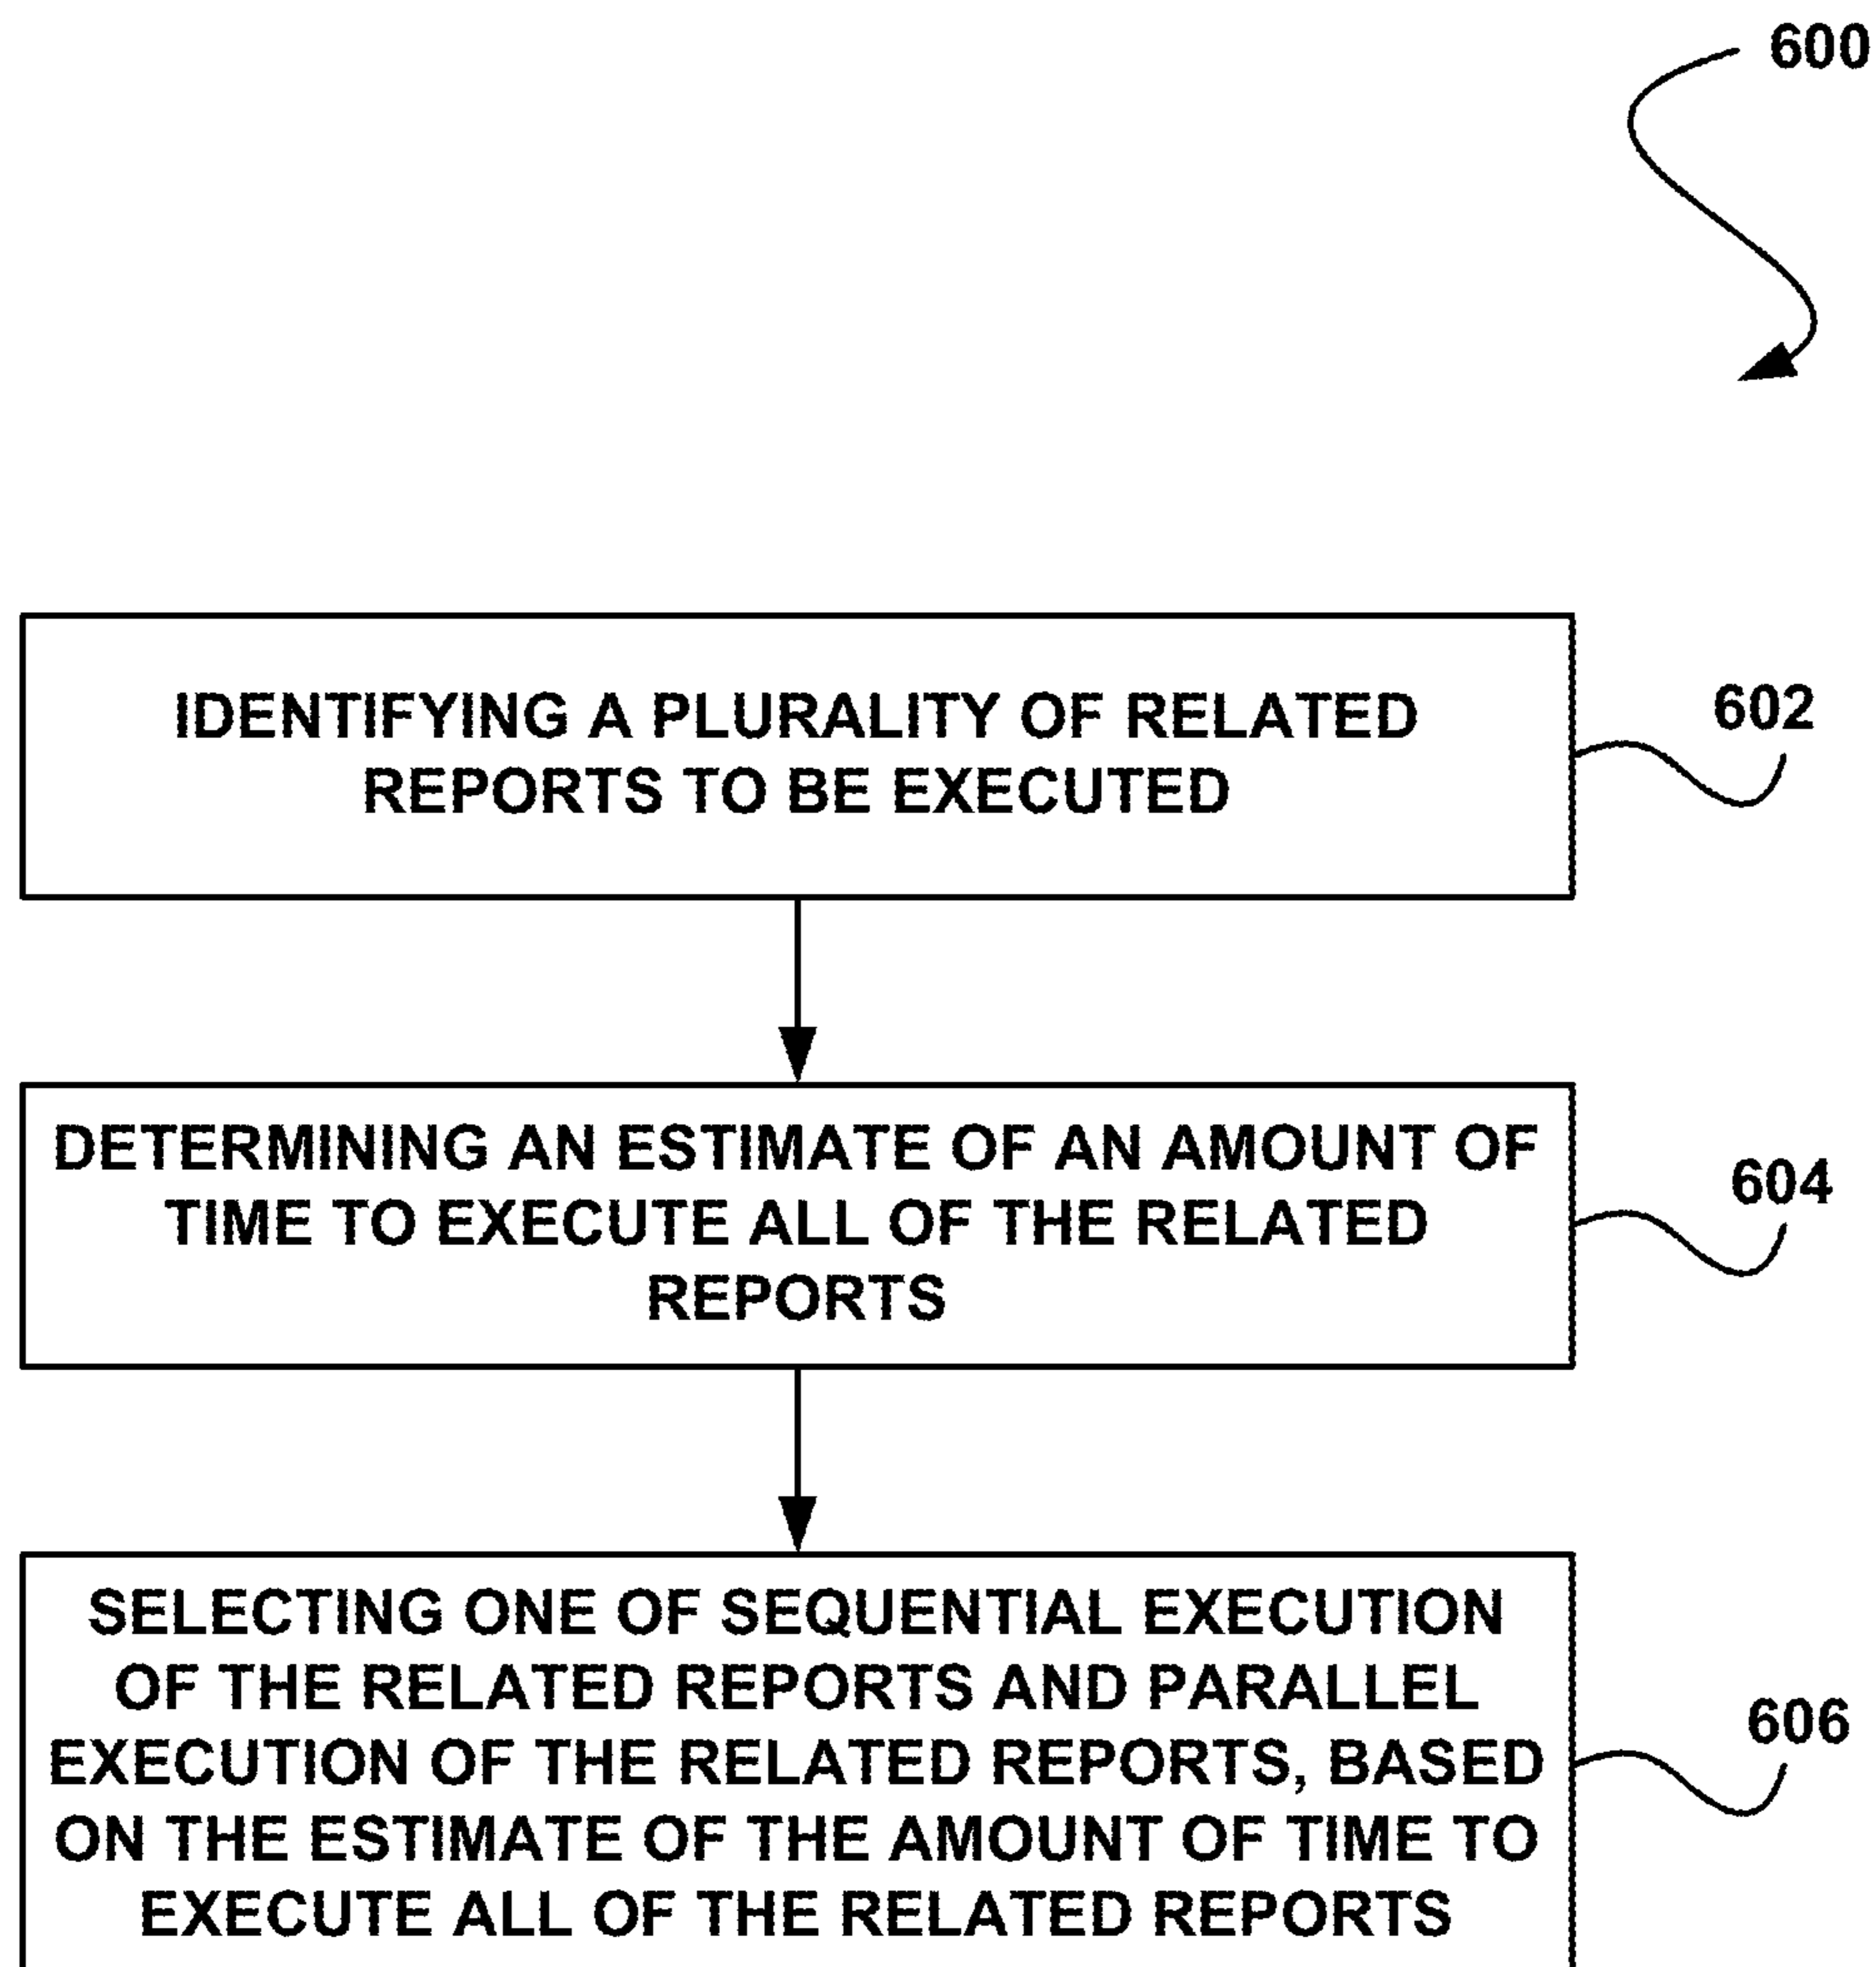 600
IDENTIFYING A PLURALITY OF RELATED
REPORTS TO BE EXECUTED
602
DETERMINING AN ESTIMATE OF AN AMOUNT OF
TIME TO EXECUTE ALL OF THE RELATED
REPORTS
604
SELECTING ONE OF SEQUENTIAL EXECUTION
OF THE RELATED REPORTS AND PARALLEL
EXECUTION OF THE RELATED REPORTS, BASED
ON THE ESTIMATE OF THE AMOUNT OF TIME TO
EXECUTE ALL OF THE RELATED REPORTS
606